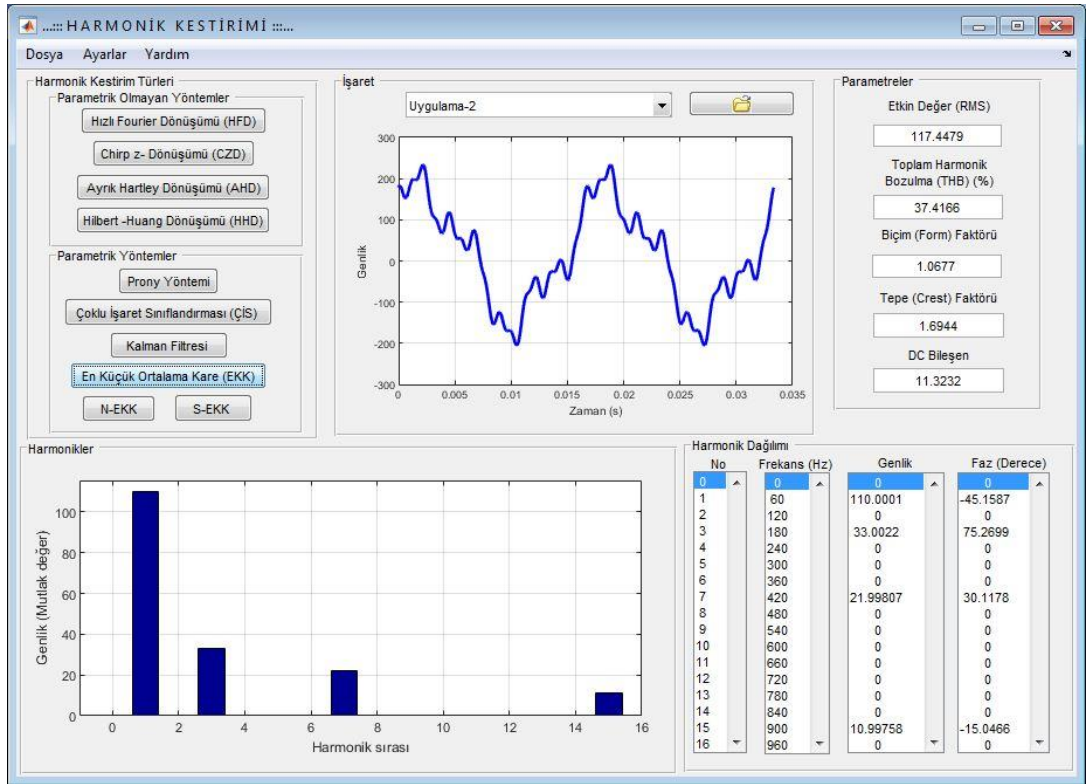 ...::: HARMONİK KESTİRİMİ :::...
Dosya Ayarlar Yardım
Harmonik Kestirim Türleri
Parametrik Olmayan Yöntemler
Hızlı Fourier Dönüşümü (HFD)
Chirp z- Dönüşümü (CZD)
Ayrık Hartley Dönüşümü (AHD)
Hilbert -Huang Dönüşümü (HHD)
Parametrik Yöntemler
Prony Yöntemi
Çoklu İşaret Sınıflandırması (ÇİS)
Kalman Filtresi
En Küçük Ortalama Kare (EKK)
N-EKK S-EKK
İşaret
Uygulama-2
300
200
100
0
-100
-200
-300
Genlik
0 0.005 0.01 0.015 0.02 0.025 0.03 0.035
Zaman (s)
Parametreler
Etkin Değer (RMS)
117.4479
Toplam Harmonik
Bozulma (THB) (%)
37.4166
Biçim (Form) Faktörü
1.0677
Tepe (Crest) Faktörü
1.6944
DC Bileşen
11.3232
Harmonikler
100
80
60
40
20
0
Genlik (Mutlak değer)
0 2 4 6 8 10 12 14 16
Harmonik sırası
Harmonik Dağılımı
No Frekans (Hz) Genlik Faz (Derece)
0 0 0 0
1 60 110.0001 -45.1587
2 120 0 0
3 180 33.0022 75.2699
4 240 0 0
5 300 0 0
6 360 0 0
7 420 21.99807 30.1178
8 480 0 0
9 540 0 0
10 600 0 0
11 660 0 0
12 720 0 0
13 780 0 0
14 840 0 0
15 900 10.99758 -15.0466
16 960 0 0